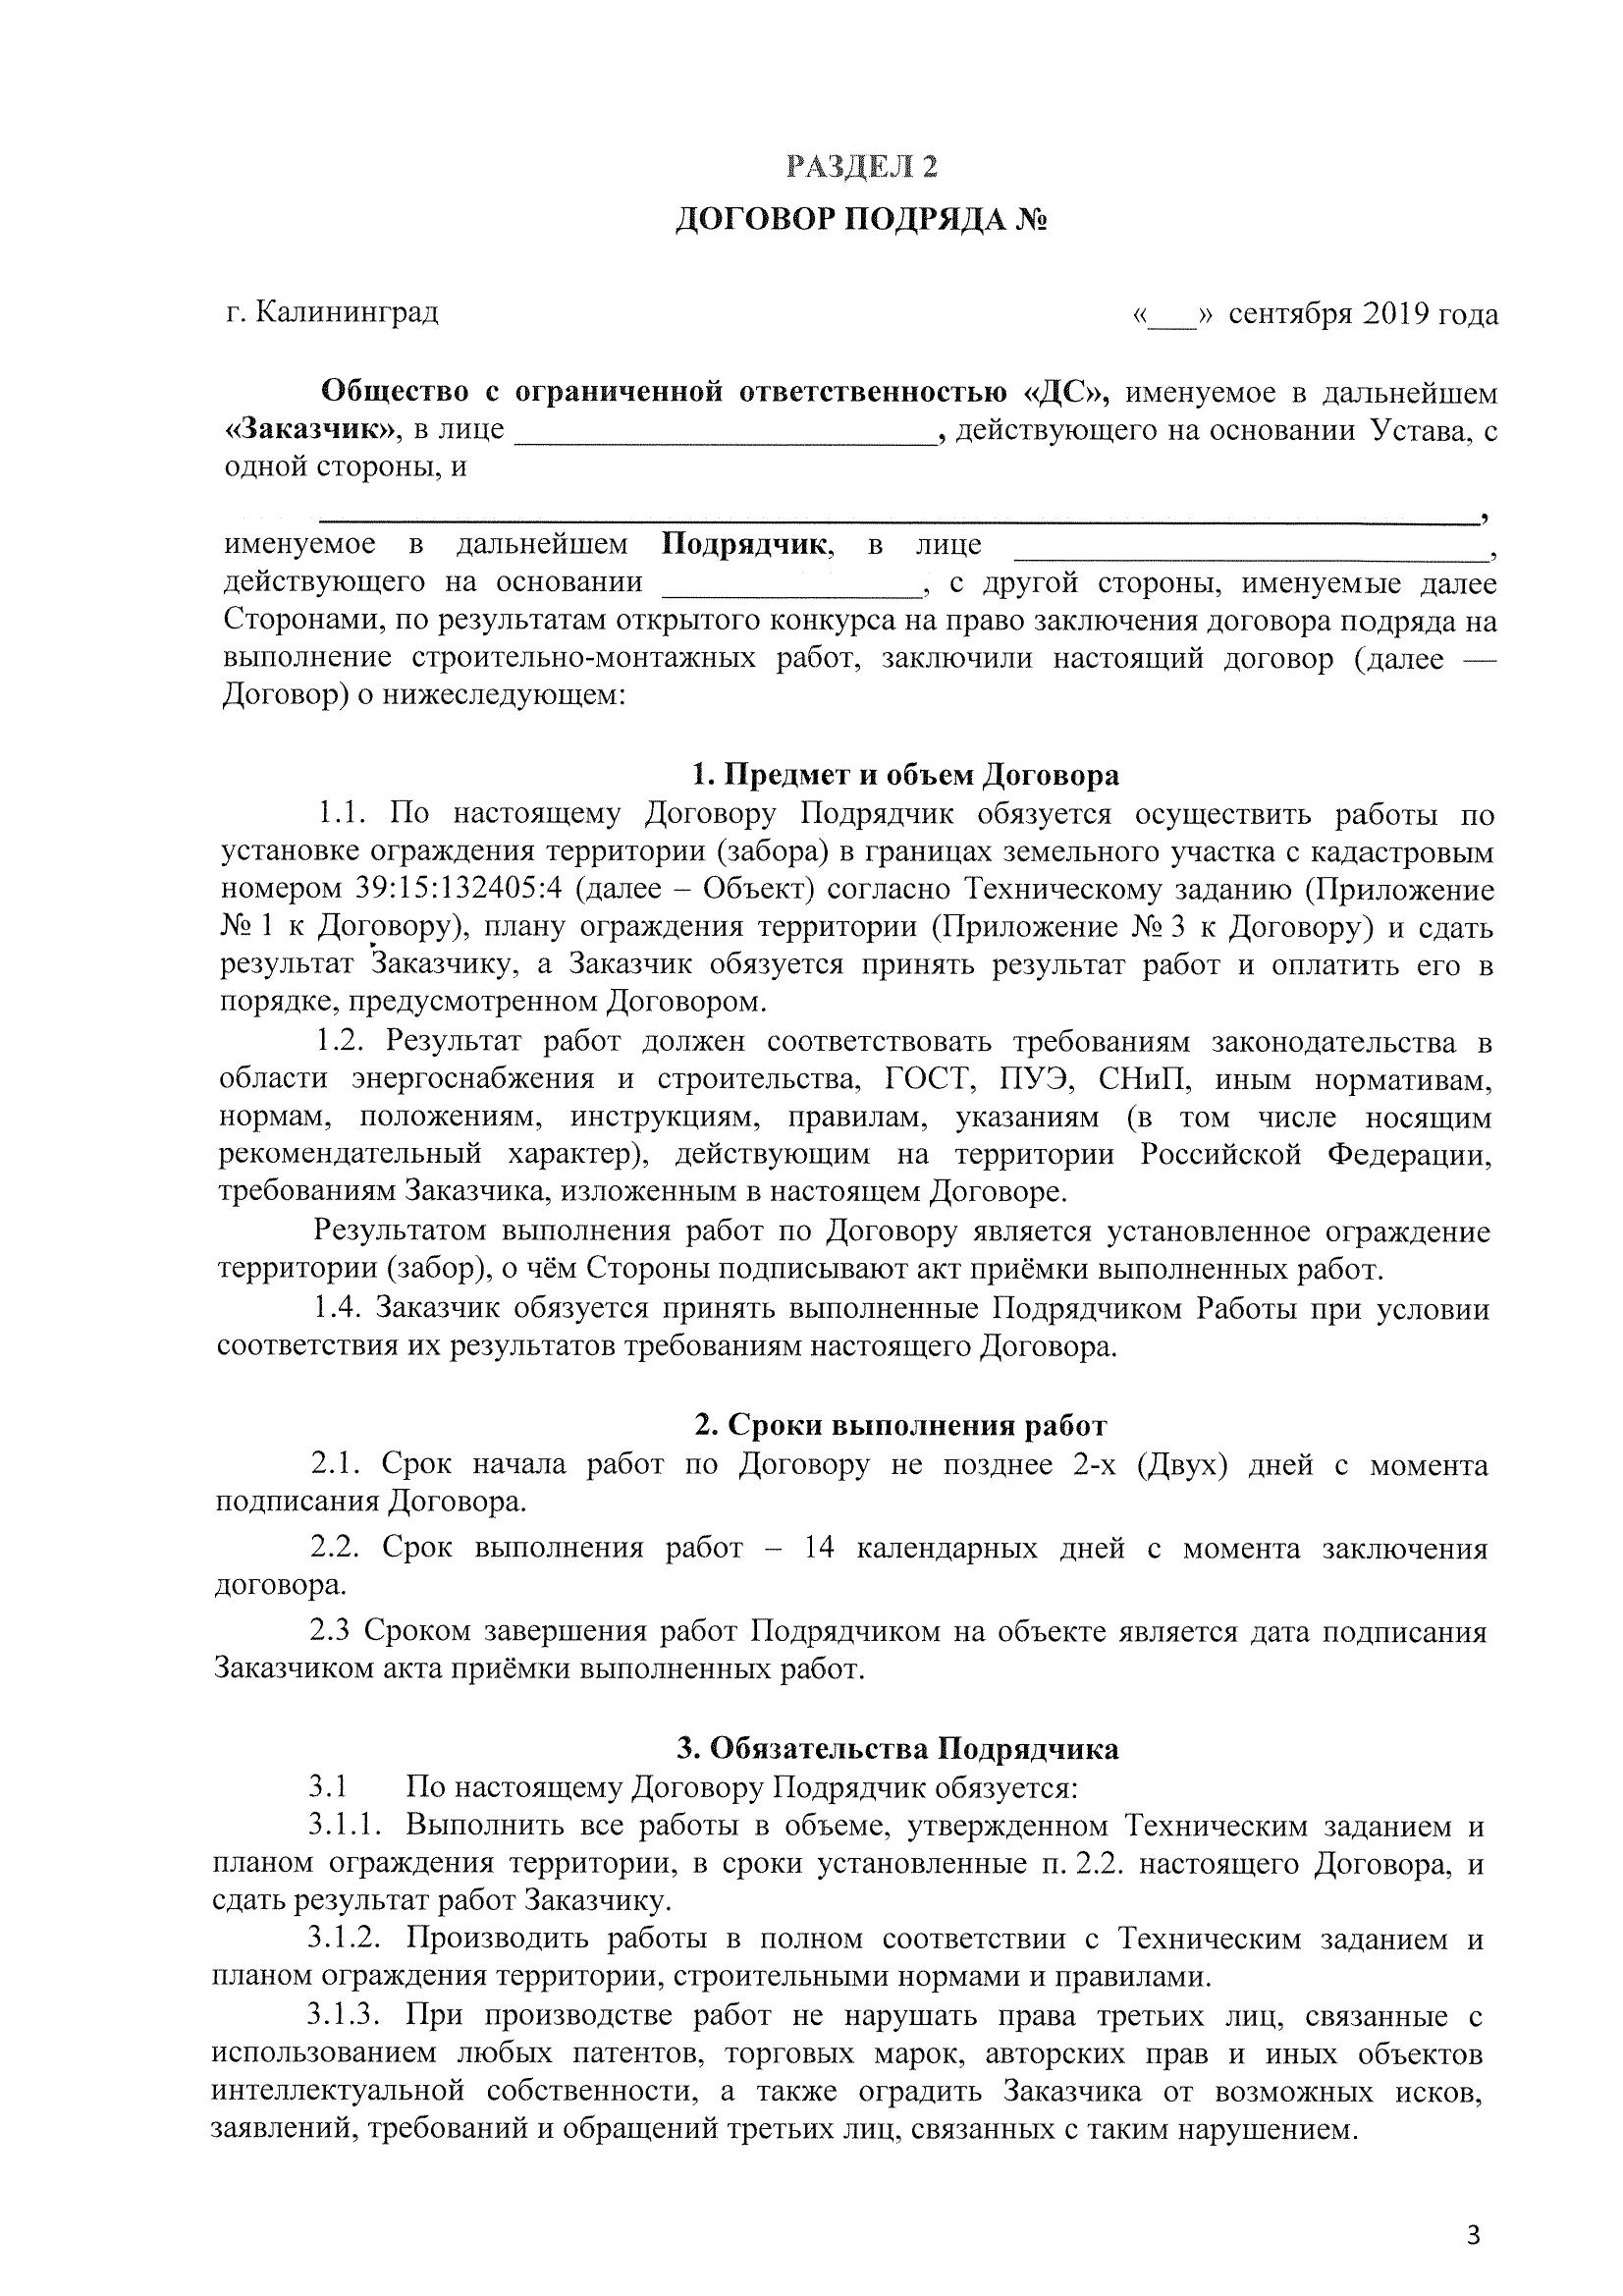 РАЗДЕЛ 2
ДОГОВОР ПОДРЯДА №
г. Калининград «___» сентября 2019 года
Общество с ограниченной ответственностью «ДС», именуемое в дальнейшем
«Заказчик», в лице __________________________, действующего на основании Устава, с
одной стороны, и
________________________________________________________________________,
именуемое в дальнейшем Подрядчик, в лице _____________________________,
действующего на основании ________________, с другой стороны, именуемые далее
Сторонами, по результатам открытого конкурса на право заключения договора подряда на
выполнение строительно-монтажных работ, заключили настоящий договор (далее —
Договор) о нижеследующем:
1. Предмет и объем Договора
1.1. По настоящему Договору Подрядчик обязуется осуществить работы по
установке ограждения территории (забора) в границах земельного участка с кадастровым
номером 39:15:132405:4 (далее – Объект) согласно Техническому заданию (Приложение
№ 1 к Договору), плану ограждения территории (Приложение № 3 к Договору) и сдать
результат Заказчику, а Заказчик обязуется принять результат работ и оплатить его в
порядке, предусмотренном Договором.
1.2. Результат работ должен соответствовать требованиям законодательства в
области энергоснабжения и строительства, ГОСТ, ПУЭ, СНиП, иным нормативам,
нормам, положениям, инструкциям, правилам, указаниям (в том числе носящим
рекомендательный характер), действующим на территории Российской Федерации,
требованиям Заказчика, изложенным в настоящем Договоре.
Результатом выполнения работ по Договору является установленное ограждение
территории (забор), о чём Стороны подписывают акт приёмки выполненных работ.
1.4. Заказчик обязуется принять выполненные Подрядчиком Работы при условии
соответствия их результатов требованиям настоящего Договора.
2. Сроки выполнения работ
2.1. Срок начала работ по Договору не позднее 2-х (Двух) дней с момента
подписания Договора.
2.2. Срок выполнения работ – 14 календарных дней с момента заключения
договора.
2.3 Сроком завершения работ Подрядчиком на объекте является дата подписания
Заказчиком акта приёмки выполненных работ.
3. Обязательства Подрядчика
3.1 По настоящему Договору Подрядчик обязуется:
3.1.1. Выполнить все работы в объеме, утвержденном Техническим заданием и
планом ограждения территории, в сроки установленные п. 2.2. настоящего Договора, и
сдать результат работ Заказчику.
3.1.2. Производить работы в полном соответствии с Техническим заданием и
планом ограждения территории, строительными нормами и правилами.
3.1.3. При производстве работ не нарушать права третьих лиц, связанные с
использованием любых патентов, торговых марок, авторских прав и иных объектов
интеллектуальной собственности, а также оградить Заказчика от возможных исков,
заявлений, требований и обращений третьих лиц, связанных с таким нарушением.
3